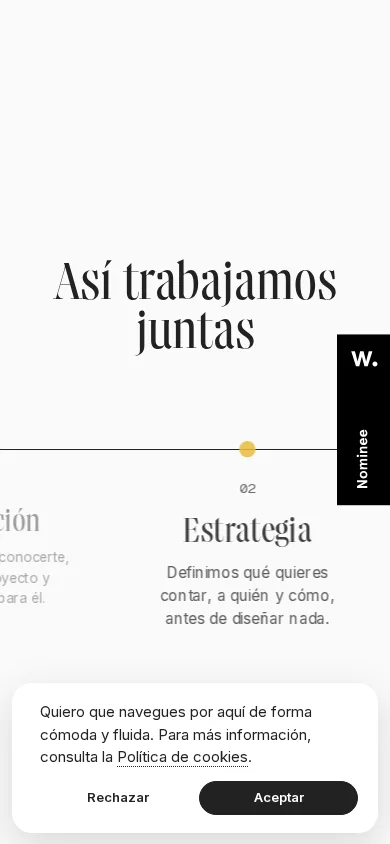 Así trabajamos
juntas
W.
Nominee
02
ción
Estrategia
conocerte,
oyecto y
para él.
Definimos qué quieres
contar, a quién y cómo,
antes de diseñar nada.
Quiero que navegues por aquí de forma
cómoda y fluida. Para más información,
consulta la Política de cookies.
Rechazar
Aceptar